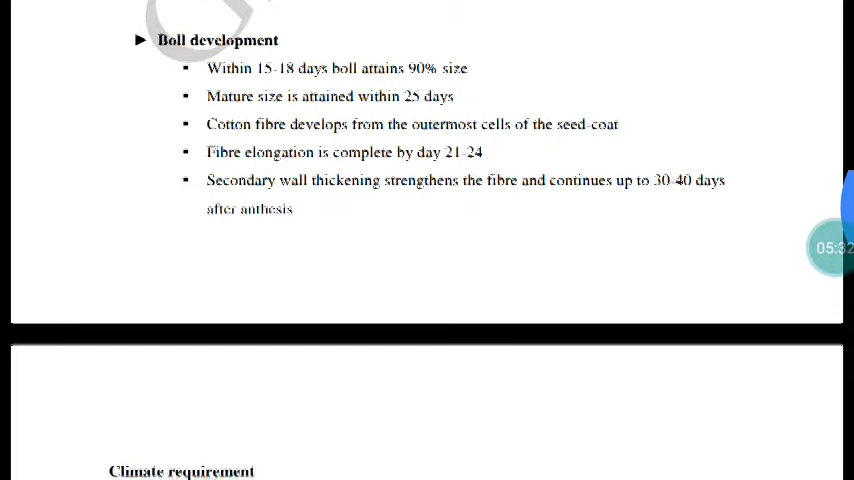 ► Boll development
▪ Within 15-18 days boll attains 90% size
▪ Mature size is attained within 25 days
▪ Cotton fibre develops from the outermost cells of the seed-coat
▪ Fibre elongation is complete by day 21-24
▪ Secondary wall thickening strengthens the fibre and continues up to 30-40 days
after anthesis
05:32
Climate requirement